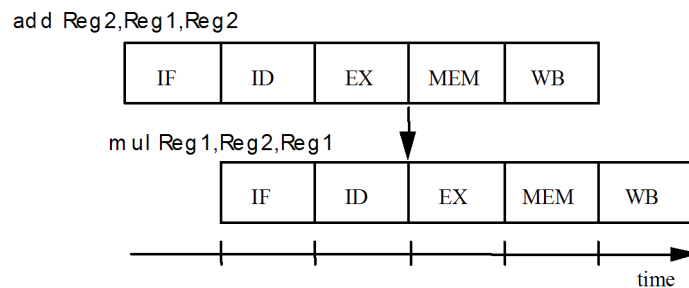 add Reg2,Reg1,Reg2
IF ID EX MEM WB
mul Reg1,Reg2,Reg1
IF ID EX MEM WB
time